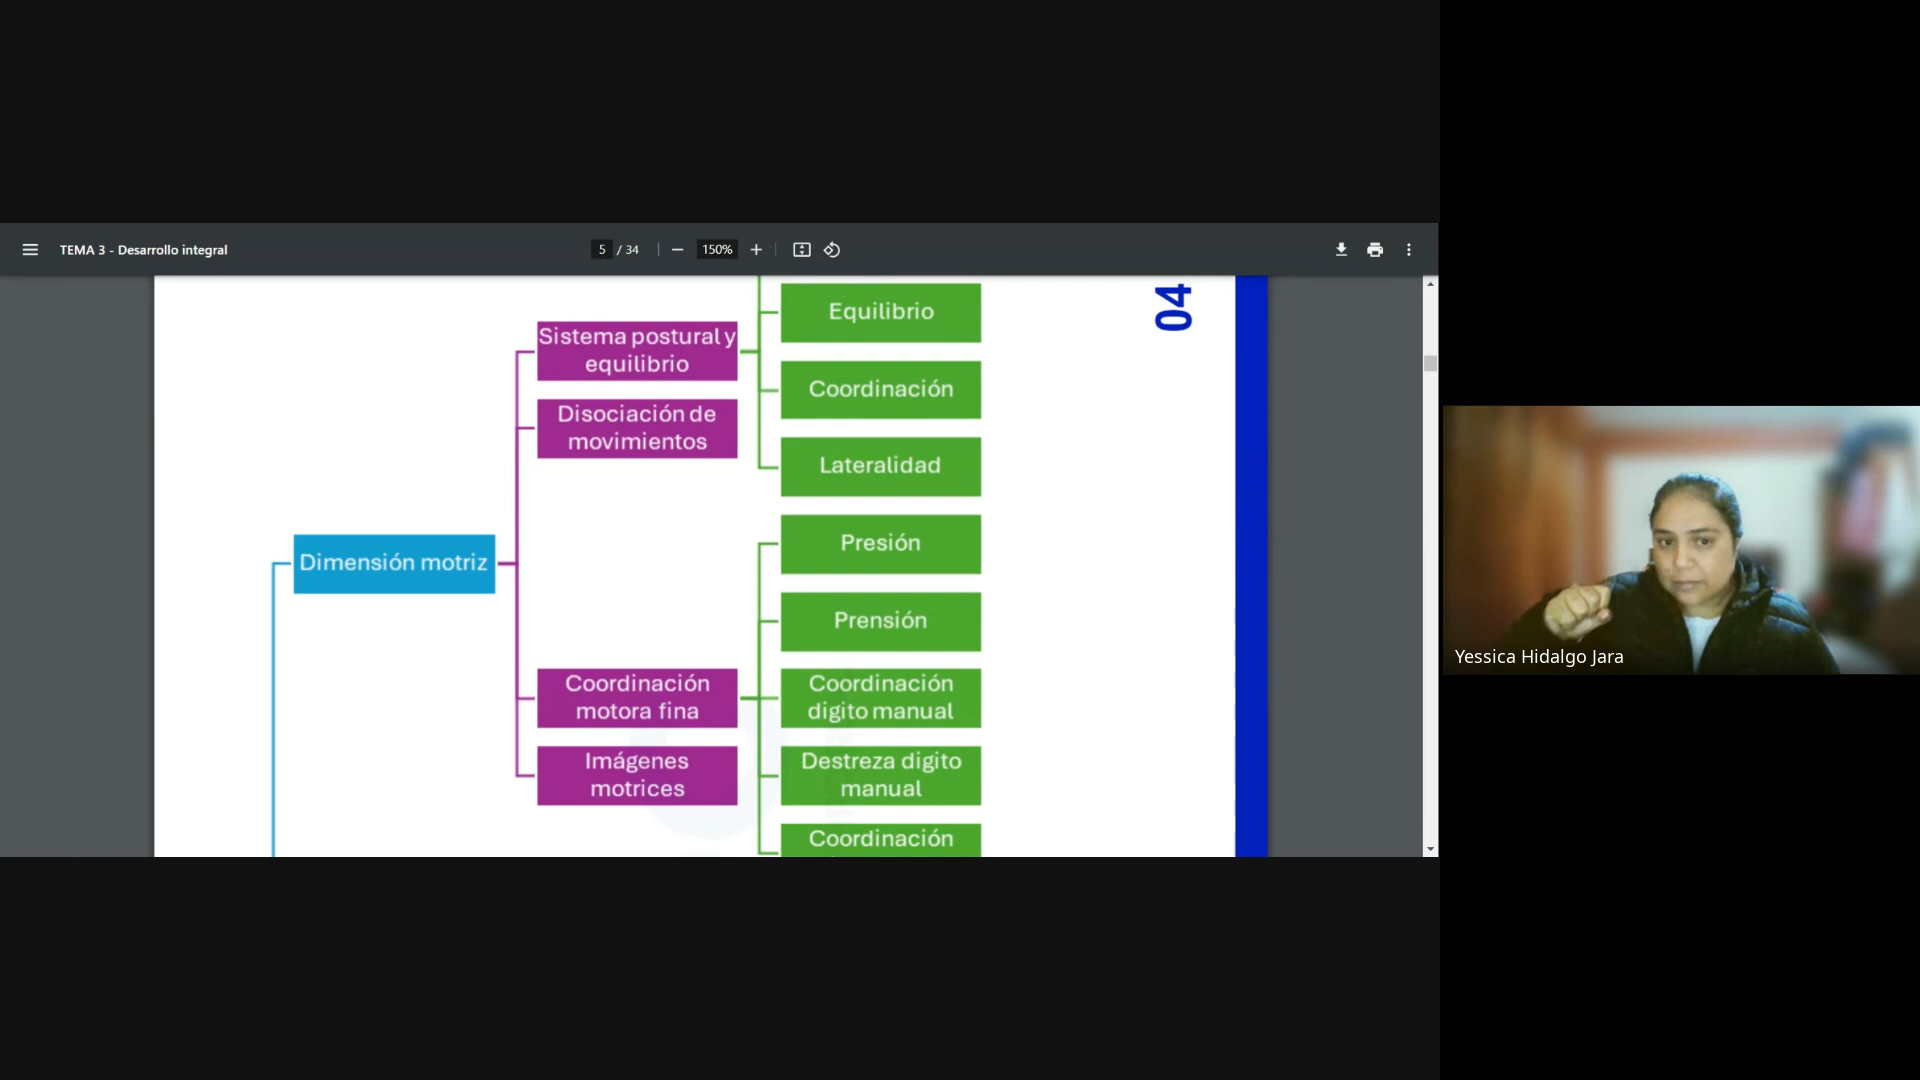 TEMA 3 - Desarrollo integral
5 / 34
150%
04
Equilibrio
Sistema postural y
equilibrio
Coordinación
Disociación de
movimientos
Lateralidad
Presión
Dimensión motriz
Prensión
Coordinación
motora fina
Coordinación
digito manual
Imágenes
motrices
Destreza digito
manual
Coordinación
Yessica Hidalgo Jara